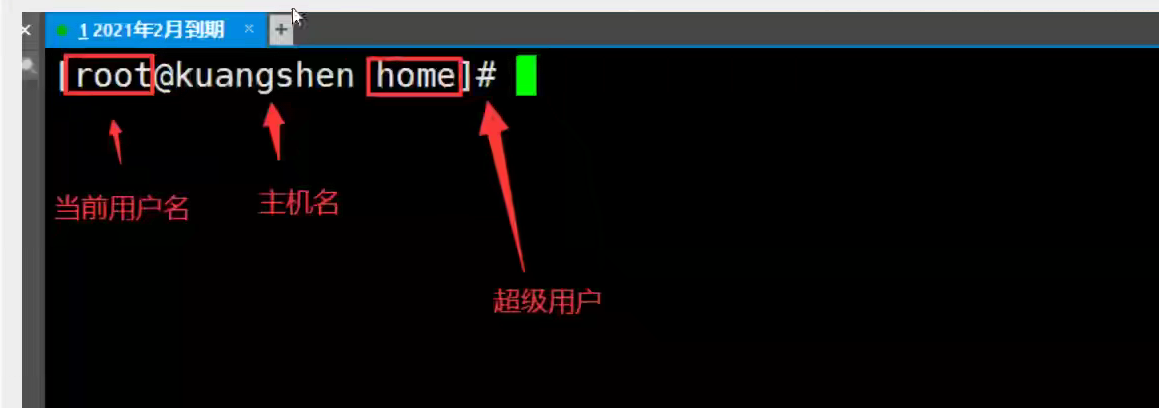 1 2021年2月到期 × +
[root@kuangshen home]#
当前用户名
主机名
超级用户